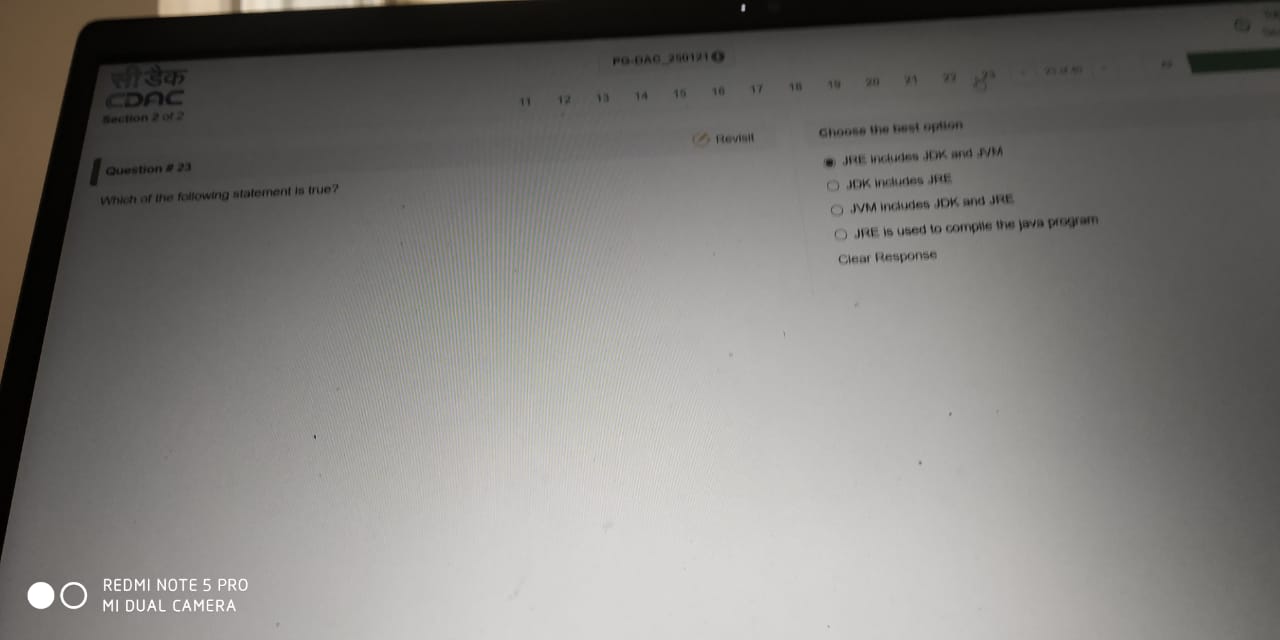 सी डैक
CDAC
PG-DAC_250121
Section 2 of 2
11 12 13 14 15 16 17 18 19 20 21 22 23
23 of 40
Question # 23
Revisit
Which of the following statement is true?
Choose the best option
JRE includes JDK and JVM
JDK includes JRE
JVM includes JDK and JRE
JRE is used to compile the java program
Clear Response
REDMI NOTE 5 PRO
MI DUAL CAMERA